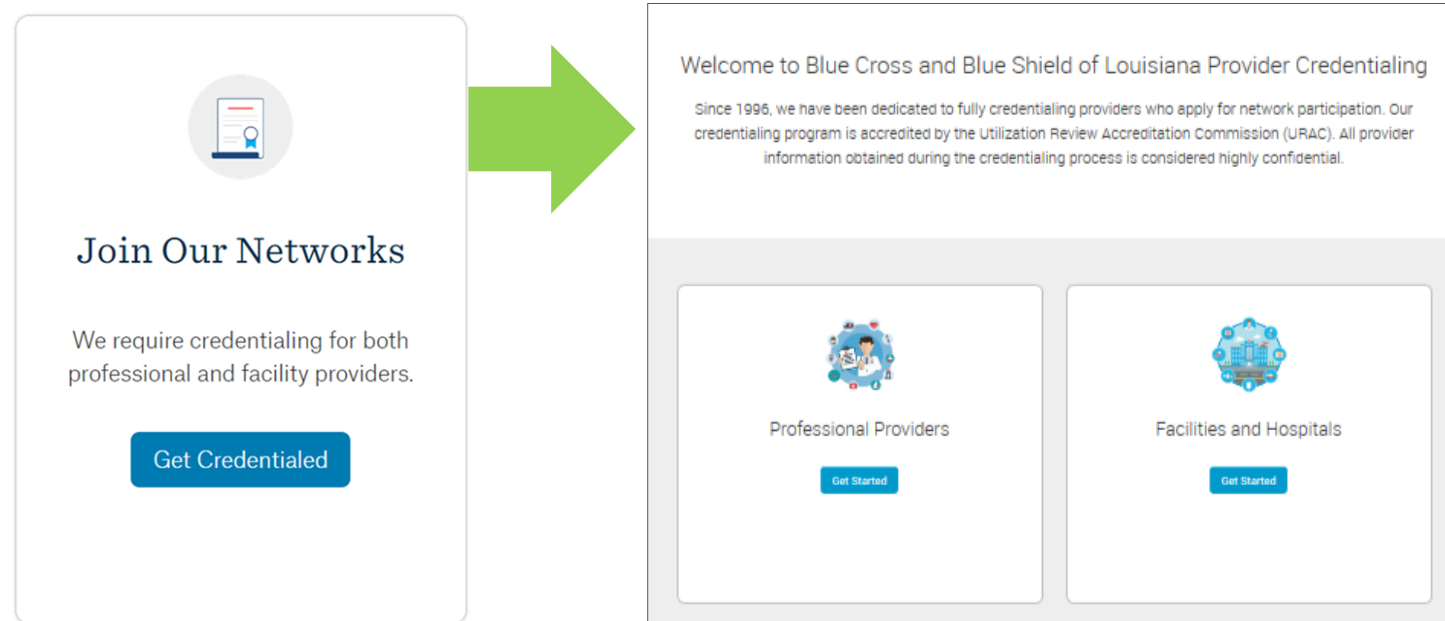 Join Our Networks
We require credentialing for both
professional and facility providers.
Get Credentialed
Welcome to Blue Cross and Blue Shield of Louisiana Provider Credentialing
Since 1996, we have been dedicated to fully credentialing providers who apply for network participation. Our
credentialing program is accredited by the Utilization Review Accreditation Commission (URAC). All provider
information obtained during the credentialing process is considered highly confidential.
Professional Providers
Get Started
Facilities and Hospitals
Get Started